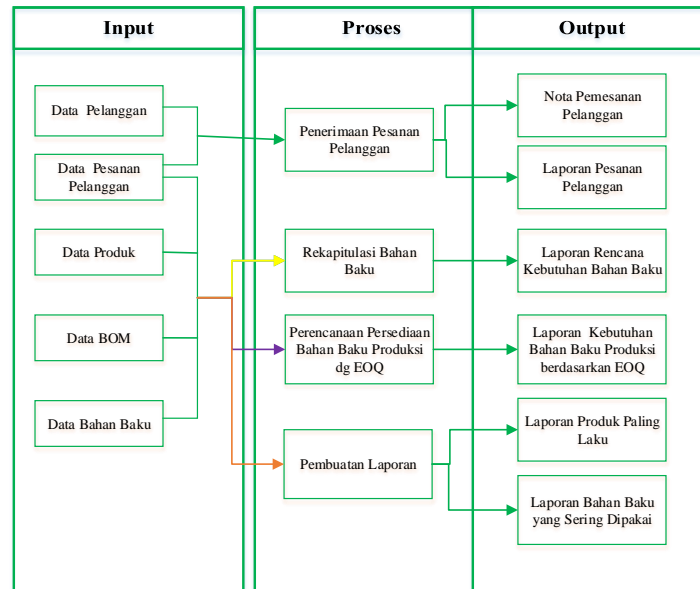 Input
Proses
Output
Data Pelanggan
Data Pesanan
Pelanggan
Data Produk
Data BOM
Data Bahan Baku
Penerimaan Pesanan
Pelanggan
Rekapitulasi Bahan
Baku
Perencanaan Persediaan
Bahan Baku Produksi
dg EOQ
Pembuatan Laporan
Nota Pemesanan
Pelanggan
Laporan Pesanan
Pelanggan
Laporan Rencana
Kebutuhan Bahan Baku
Laporan Kebutuhan
Bahan Baku Produksi
berdasarkan EOQ
Laporan Produk Paling
Laku
Laporan Bahan Baku
yang Sering Dipakai